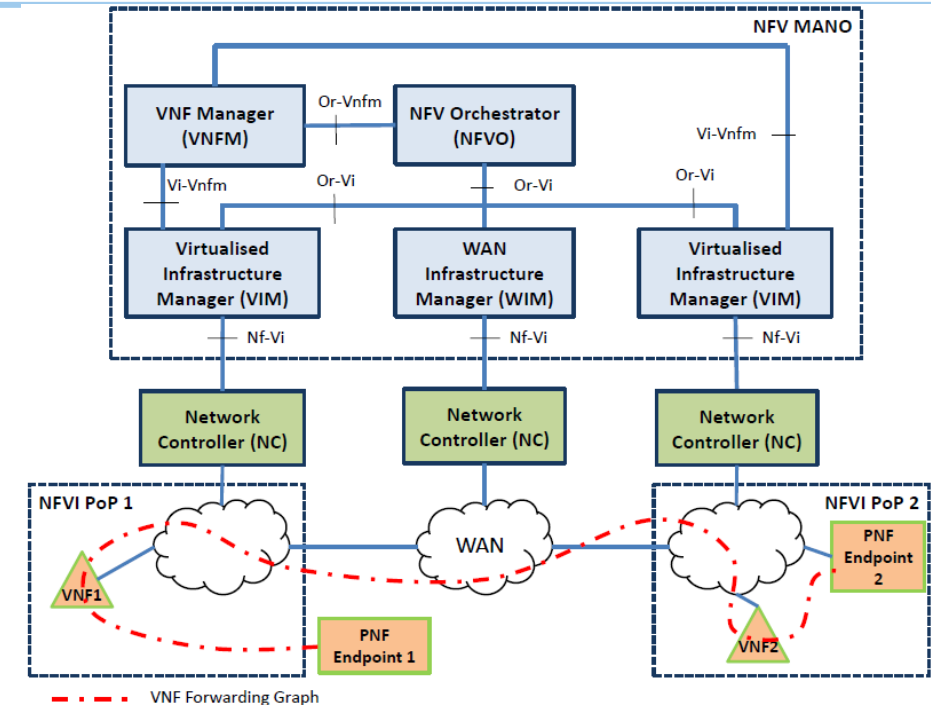 NFV MANO
VNF Manager
(VNFM)
Or-Vnfm
NFV Orchestrator
(NFVO)
Vi-Vnfm
Vi-Vnfm
Or-Vi
Or-Vi
Or-Vi
Virtualised
Infrastructure
Manager (VIM)
WAN
Infrastructure
Manager (WIM)
Virtualised
Infrastructure
Manager (VIM)
Nf-Vi
Nf-Vi
Nf-Vi
Network
Controller (NC)
Network
Controller (NC)
Network
Controller (NC)
NFVI PoP 1
NFVI PoP 2
WAN
PNF
Endpoint
2
VNF1
PNF
Endpoint 1
VNF2
VNF Forwarding Graph